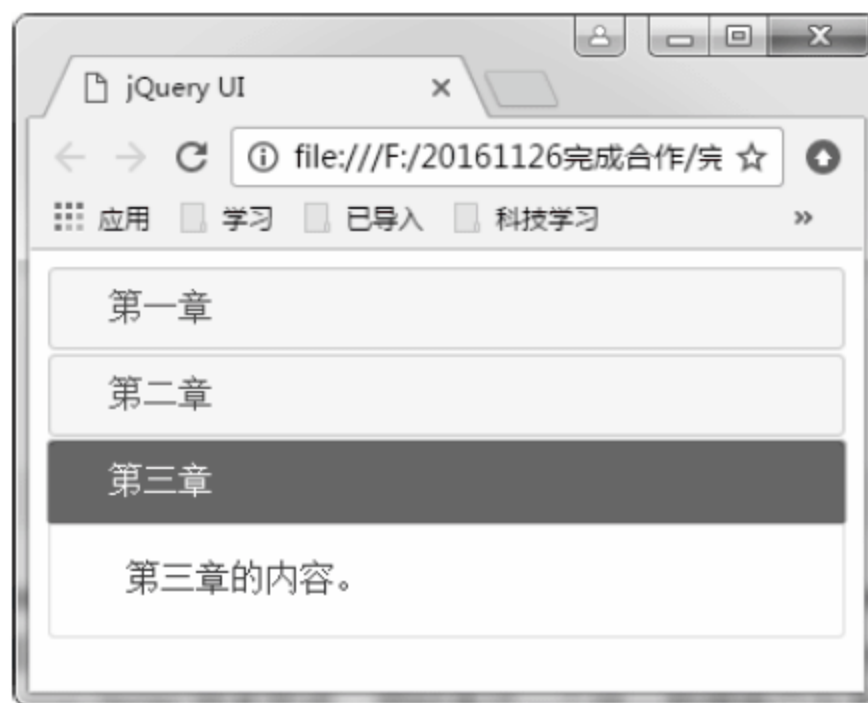 jQuery UI
file:///F:/20161126完成合作/完
应用 学习 已导入 科技学习 »
第一章
第二章
第三章
第三章的内容。